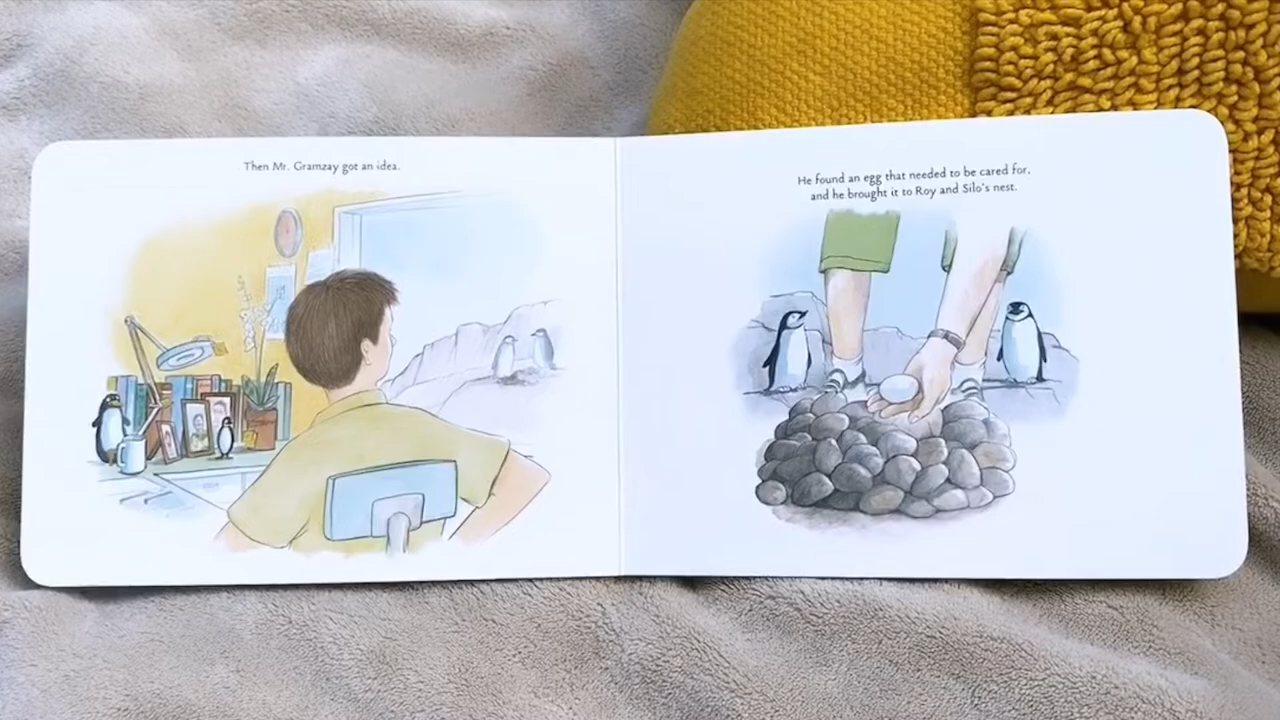 Then Mr. Gramzay got an idea.
He found an egg that needed to be cared for,
and he brought it to Roy and Silo's nest.